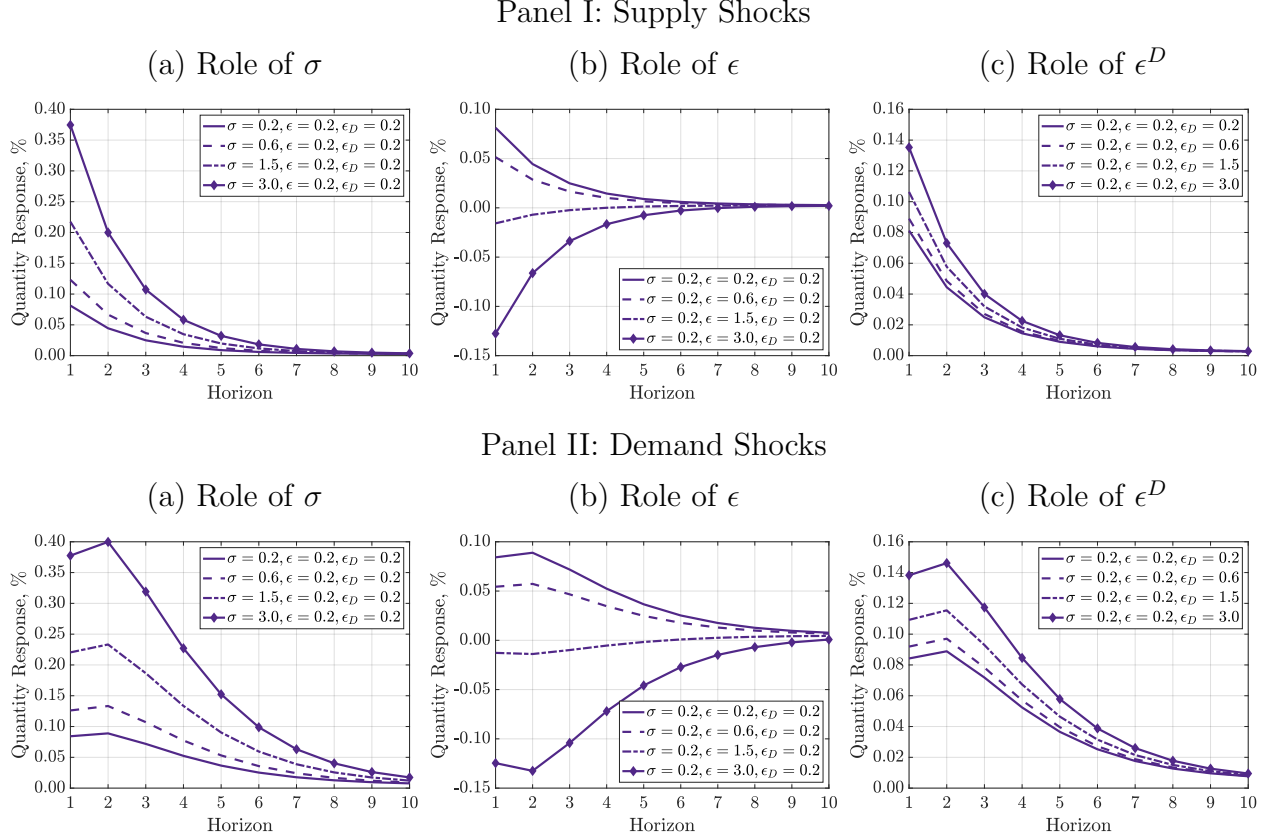 Panel I: Supply Shocks
(a) Role of σ
(b) Role of ϵ
(c) Role of ϵ^D
Quantity Response, %
0.40
0.35
0.30
0.25
0.20
0.15
0.10
0.05
0.00
σ = 0.2, ϵ = 0.2, ϵ_D = 0.2
σ = 0.6, ϵ = 0.2, ϵ_D = 0.2
σ = 1.5, ϵ = 0.2, ϵ_D = 0.2
σ = 3.0, ϵ = 0.2, ϵ_D = 0.2
1 2 3 4 5 6 7 8 9 10
Horizon
Quantity Response, %
0.10
0.05
0.00
-0.05
-0.10
-0.15
σ = 0.2, ϵ = 0.2, ϵ_D = 0.2
σ = 0.2, ϵ = 0.6, ϵ_D = 0.2
σ = 0.2, ϵ = 1.5, ϵ_D = 0.2
σ = 0.2, ϵ = 3.0, ϵ_D = 0.2
1 2 3 4 5 6 7 8 9 10
Horizon
Quantity Response, %
0.16
0.14
0.12
0.10
0.08
0.06
0.04
0.02
0.00
σ = 0.2, ϵ = 0.2, ϵ_D = 0.2
σ = 0.2, ϵ = 0.2, ϵ_D = 0.6
σ = 0.2, ϵ = 0.2, ϵ_D = 1.5
σ = 0.2, ϵ = 0.2, ϵ_D = 3.0
1 2 3 4 5 6 7 8 9 10
Horizon
Panel II: Demand Shocks
(a) Role of σ
(b) Role of ϵ
(c) Role of ϵ^D
Quantity Response, %
0.40
0.35
0.30
0.25
0.20
0.15
0.10
0.05
0.00
σ = 0.2, ϵ = 0.2, ϵ_D = 0.2
σ = 0.6, ϵ = 0.2, ϵ_D = 0.2
σ = 1.5, ϵ = 0.2, ϵ_D = 0.2
σ = 3.0, ϵ = 0.2, ϵ_D = 0.2
1 2 3 4 5 6 7 8 9 10
Horizon
Quantity Response, %
0.10
0.05
0.00
-0.05
-0.10
-0.15
σ = 0.2, ϵ = 0.2, ϵ_D = 0.2
σ = 0.2, ϵ = 0.6, ϵ_D = 0.2
σ = 0.2, ϵ = 1.5, ϵ_D = 0.2
σ = 0.2, ϵ = 3.0, ϵ_D = 0.2
1 2 3 4 5 6 7 8 9 10
Horizon
Quantity Response, %
0.16
0.14
0.12
0.10
0.08
0.06
0.04
0.02
0.00
σ = 0.2, ϵ = 0.2, ϵ_D = 0.2
σ = 0.2, ϵ = 0.2, ϵ_D = 0.6
σ = 0.2, ϵ = 0.2, ϵ_D = 1.5
σ = 0.2, ϵ = 0.2, ϵ_D = 3.0
1 2 3 4 5 6 7 8 9 10
Horizon